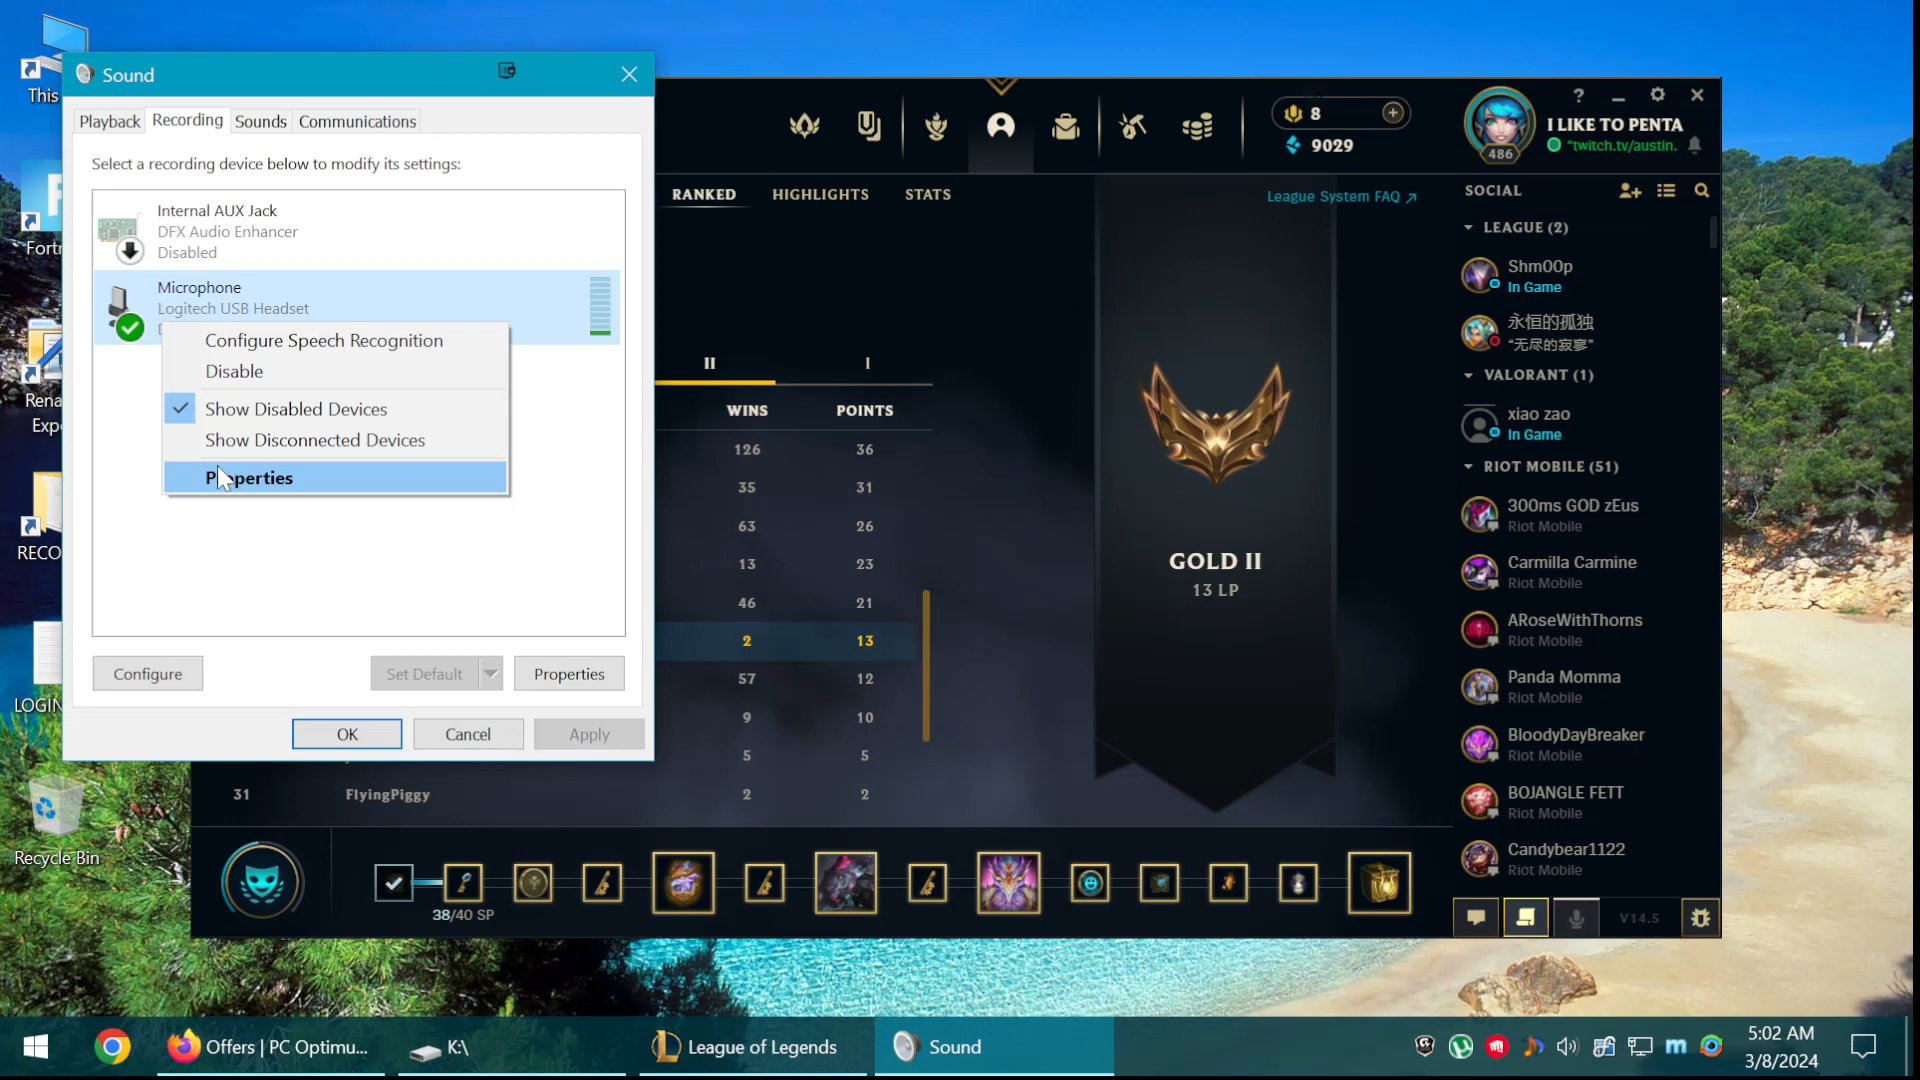 Sound
Playback
Recording
Sounds
Communications
Select a recording device below to modify its settings:
Internal AUX Jack
DFX Audio Enhancer
Disabled
Microphone
Logitech USB Headset
Configure Speech Recognition
Disable
Show Disabled Devices
Show Disconnected Devices
Properties
Configure
Set Default
Properties
OK
Cancel
Apply
This
Fortn
Rena
Expe
RECO
LOGIN
Recycle Bin
8
9029
486
I LIKE TO PENTA
"twitch.tv/austin.
RANKED
HIGHLIGHTS
STATS
League System FAQ
II
I
WINS POINTS
126 36
35 31
63 26
13 23
46 21
2 13
57 12
9 10
5 5
31 FlyingPiggy 2 2
GOLD II
13 LP
38/40 SP
SOCIAL
LEAGUE (2)
Shm00p
In Game
永恒的孤独
“无尽的寂寥”
VALORANT (1)
xiao zao
In Game
RIOT MOBILE (51)
300ms GOD zEus
Riot Mobile
Carmilla Carmine
Riot Mobile
ARoseWithThorns
Riot Mobile
Panda Momma
Riot Mobile
BloodyDayBreaker
Riot Mobile
BOJANGLE FETT
Riot Mobile
Candybear1122
Riot Mobile
V14.5
Offers | PC Optimu...
K:\
League of Legends
Sound
5:02 AM
3/8/2024